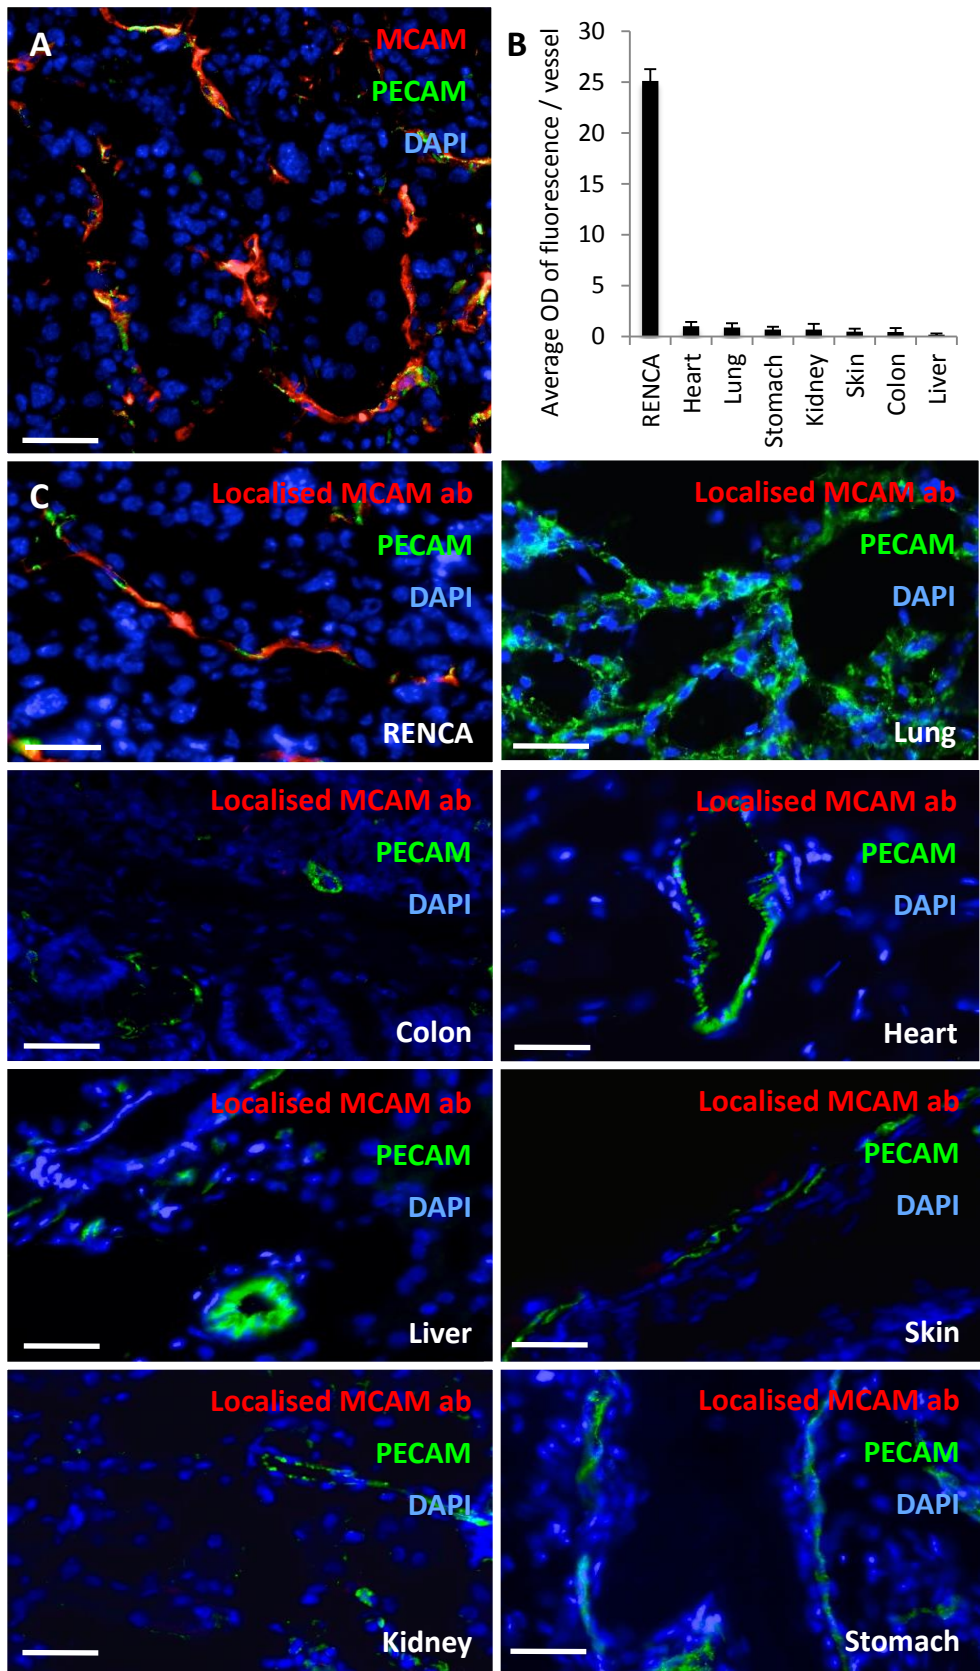 A
MCAM
PECAM
DAPI
B
Average OD of fluorescence / vessel
30
25
20
15
10
5
0
RENCA
Heart
Lung
Stomach
Kidney
Skin
Colon
Liver
C
Localised MCAM ab
PECAM
DAPI
RENCA
Localised MCAM ab
PECAM
DAPI
Lung
Localised MCAM ab
PECAM
DAPI
Colon
Localised MCAM ab
PECAM
DAPI
Heart
Localised MCAM ab
PECAM
DAPI
Liver
Localised MCAM ab
PECAM
DAPI
Skin
Localised MCAM ab
PECAM
DAPI
Kidney
Localised MCAM ab
PECAM
DAPI
Stomach